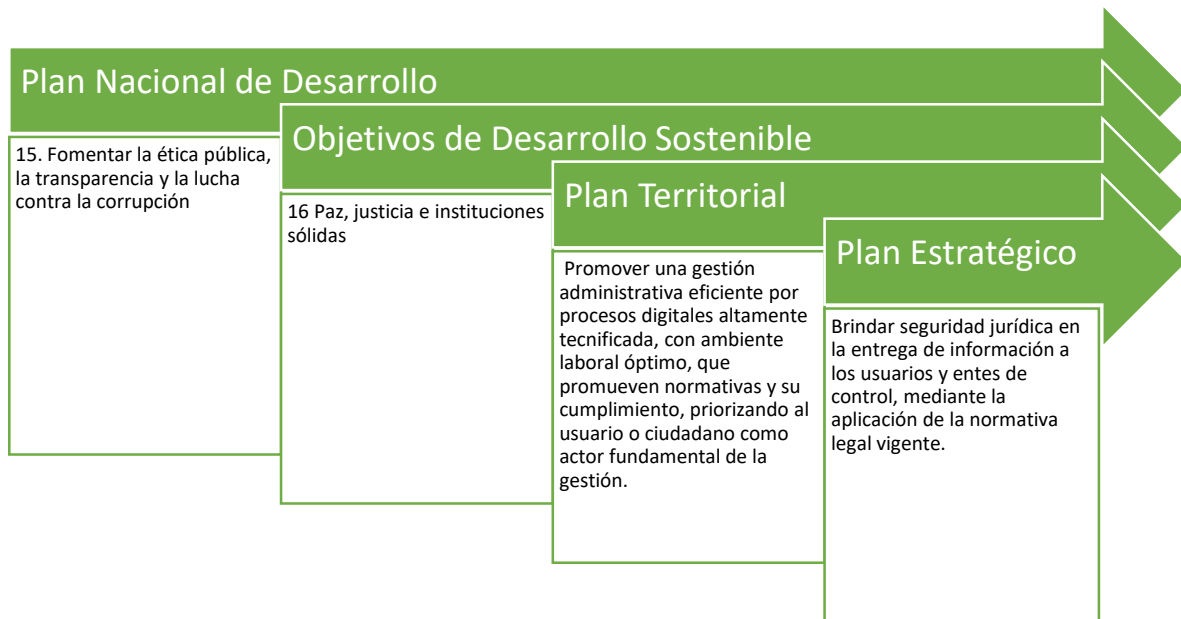 Plan Nacional de Desarrollo
15. Fomentar la ética pública,
la transparencia y la lucha
contra la corrupción
Objetivos de Desarrollo Sostenible
16 Paz, justicia e instituciones
sólidas
Plan Territorial
Promover una gestión
administrativa eficiente por
procesos digitales altamente
tecnificada, con ambiente
laboral óptimo, que
promueven normativas y su
cumplimiento, priorizando al
usuario o ciudadano como
actor fundamental de la
gestión.
Plan Estratégico
Brindar seguridad jurídica en
la entrega de información a
los usuarios y entes de
control, mediante la
aplicación de la normativa
legal vigente.